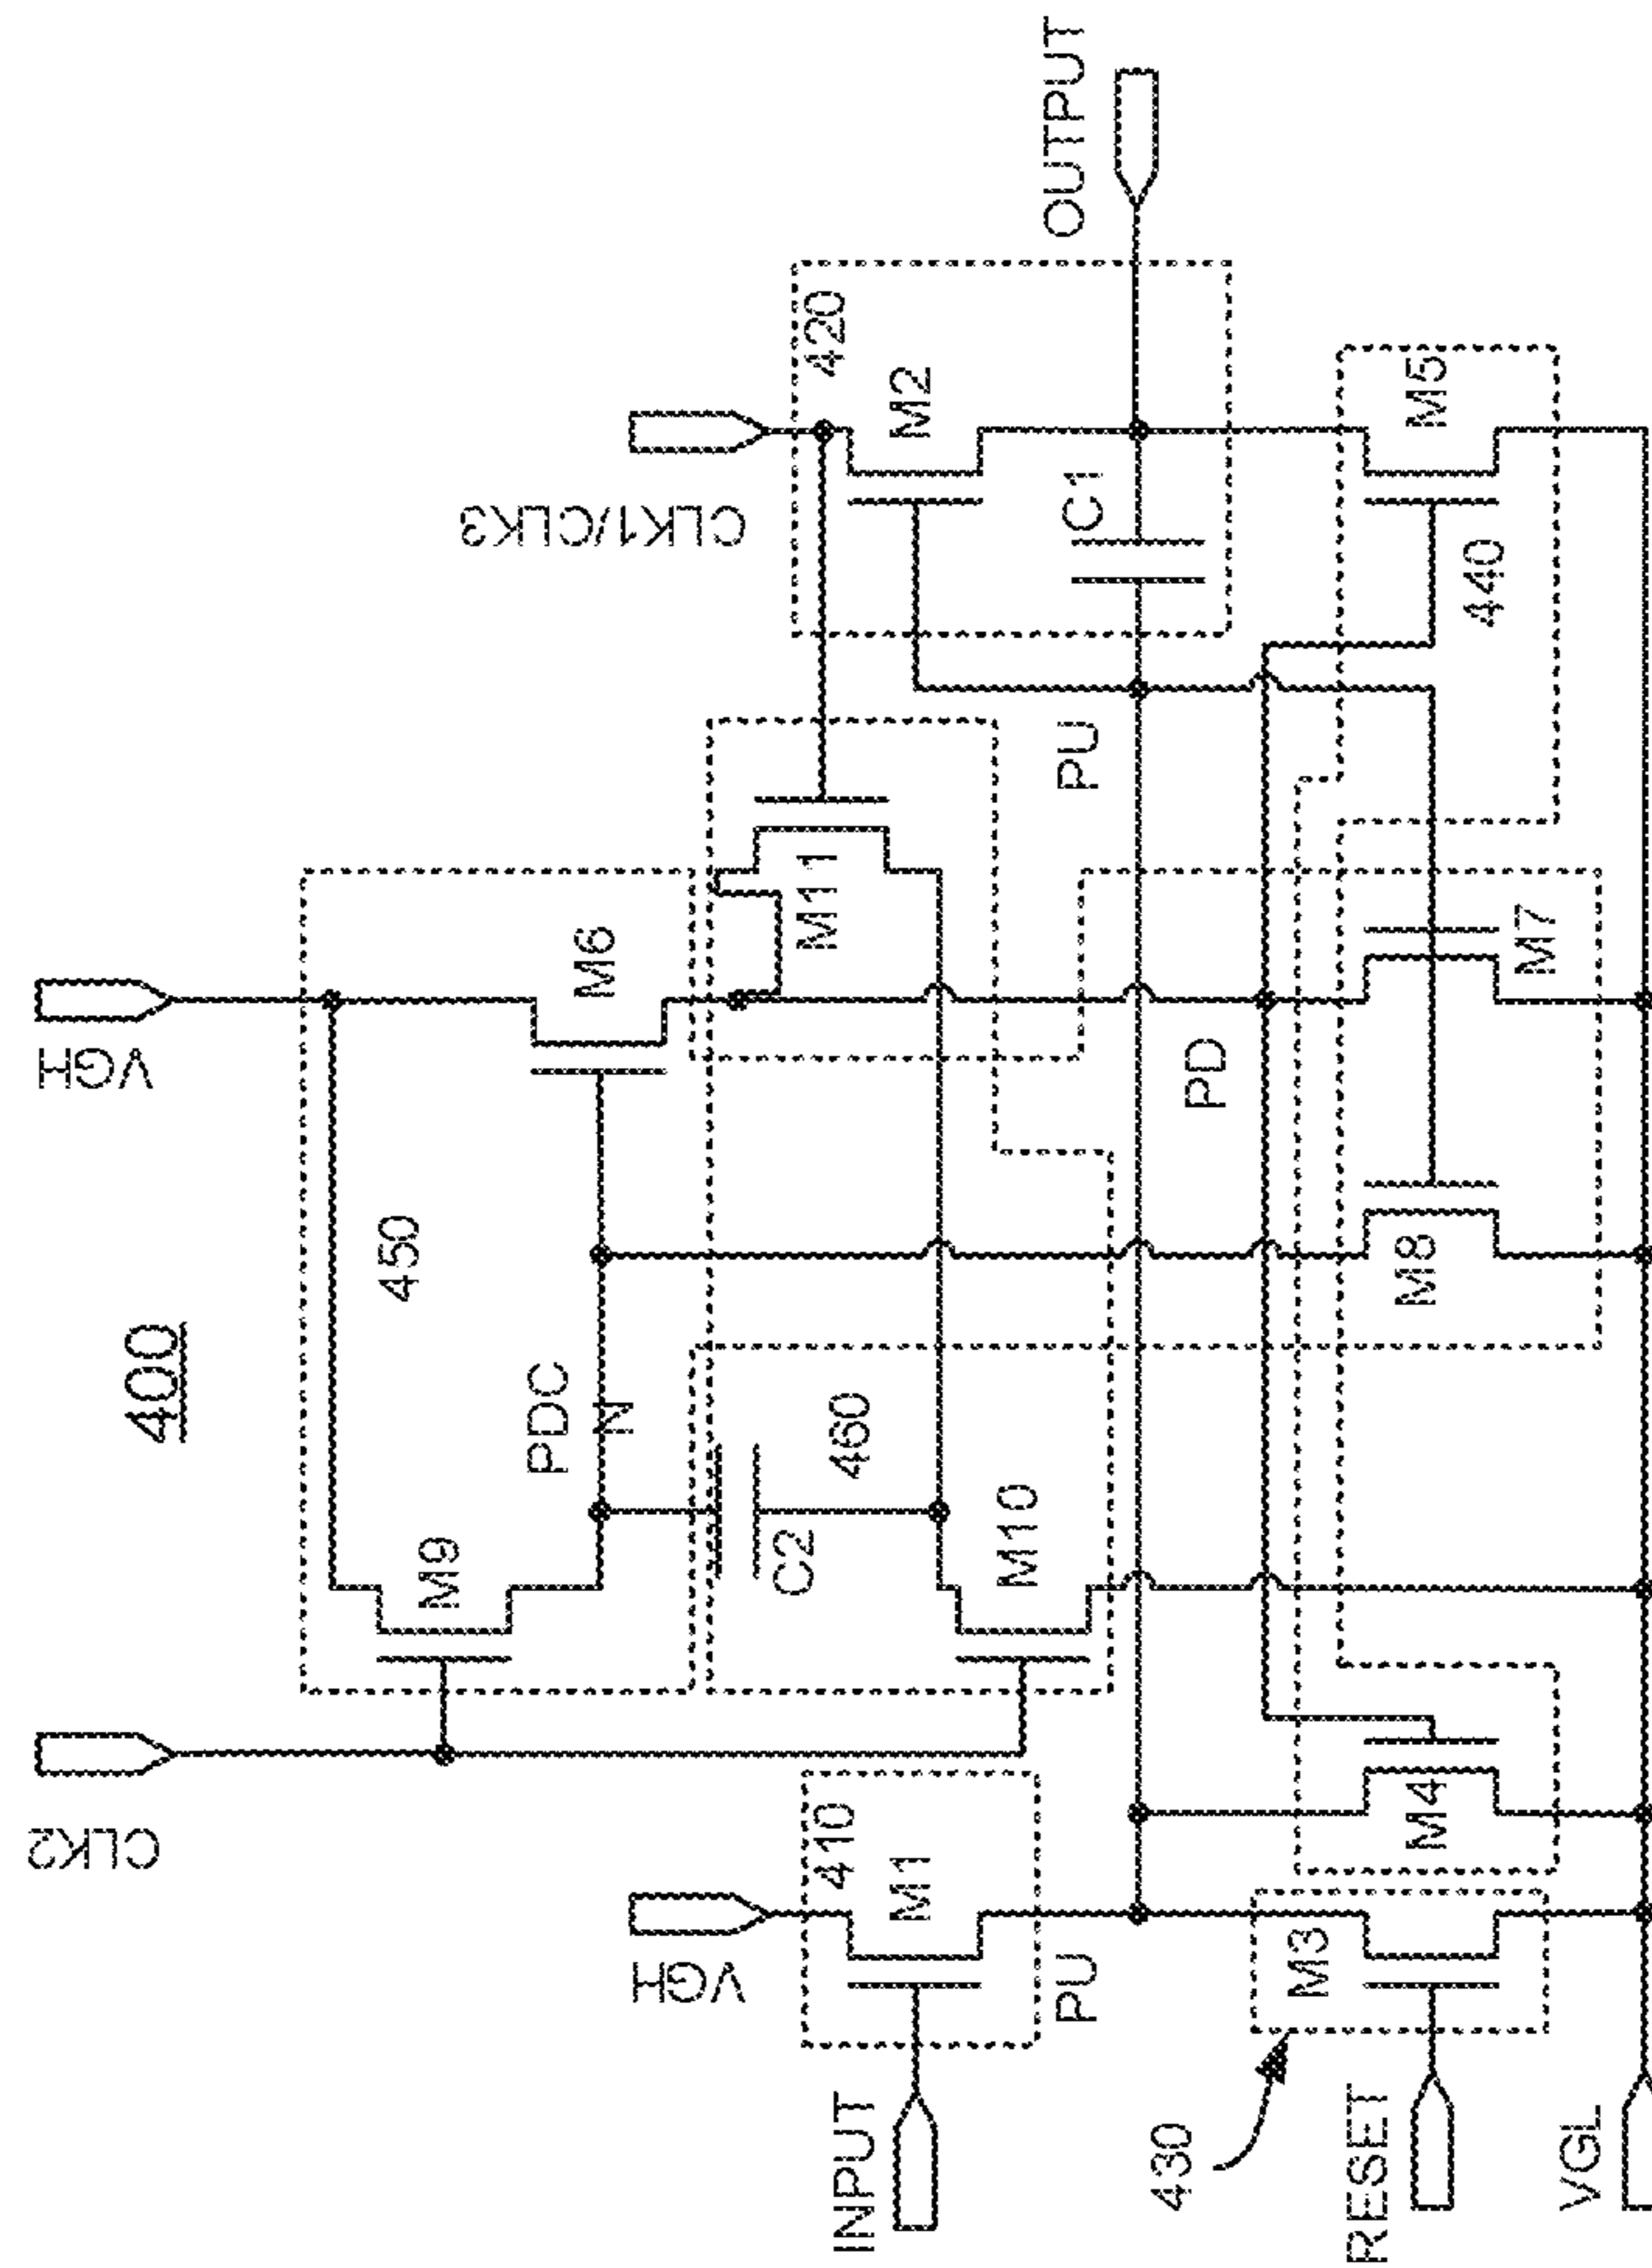 400
CLK2
VGH
450
M9
M6
PDC
N
C2
460
M10
M11
CLK1/CLK3
420
M2
C1
OUTPUT
VGH
410
M1
INPUT
PU
PU
PD
430
M3
RESET
M4
M8
M7
M5
440
VGL